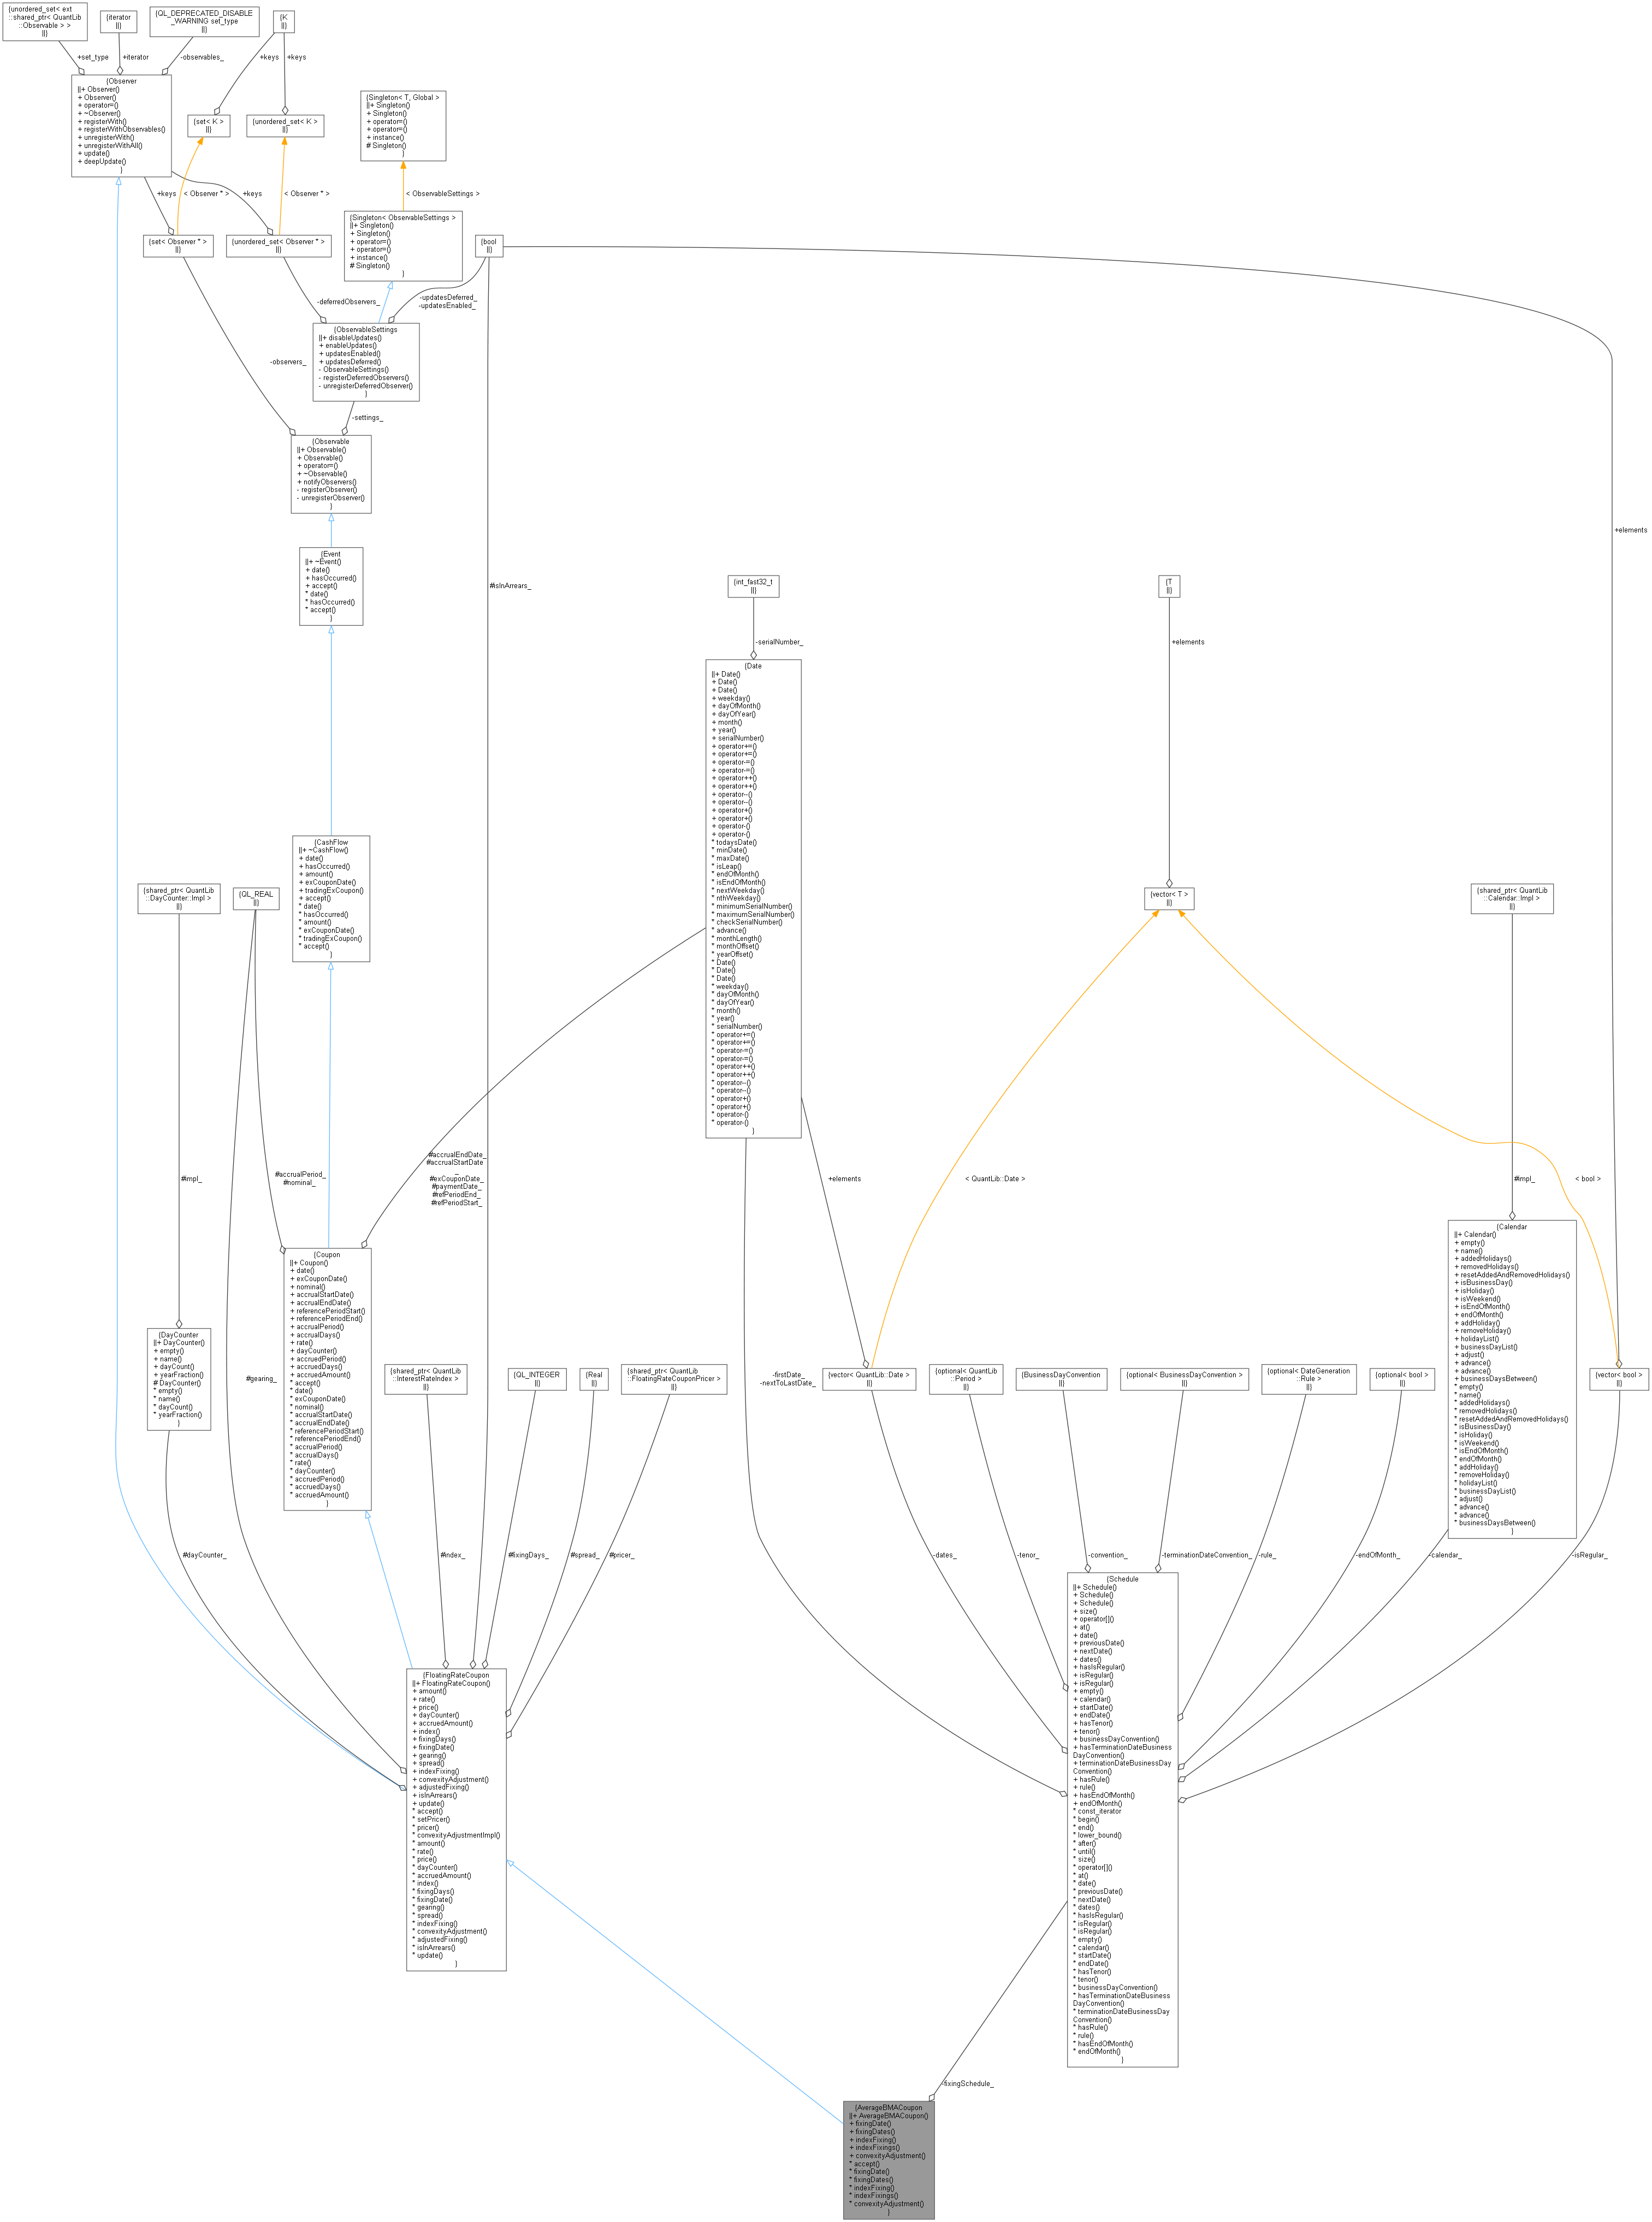 {unordered_set< ext
::shared_ptr< QuantLib
::Observable > >
||}
{iterator
||}
{QL_DEPRECATED_DISABLE
_WARNING set_type
||}
{K
||}
+set_type
+iterator
-observables_
+keys
+keys
{Observer
||+ Observer()
+ Observer()
+ operator=()
+ ~Observer()
+ registerWith()
+ registerWithObservables()
+ unregisterWith()
+ unregisterWithAll()
+ update()
+ deepUpdate()
}
{set< K >
||}
{unordered_set< K >
||}
{Singleton< T, Global >
||+ Singleton()
+ Singleton()
+ operator=()
+ operator=()
+ instance()
# Singleton()
}
+keys
< Observer * >
+keys
< Observer * >
< ObservableSettings >
{set< Observer * >
||}
{unordered_set< Observer * >
||}
{Singleton< ObservableSettings >
||+ Singleton()
+ Singleton()
+ operator=()
+ operator=()
+ instance()
# Singleton()
}
{bool
||}
-deferredObservers_
-updatesDeferred_
-updatesEnabled_
{ObservableSettings
||+ disableUpdates()
+ enableUpdates()
+ updatesEnabled()
+ updatesDeferred()
- ObservableSettings()
- registerDeferredObservers()
- unregisterDeferredObserver()
}
-observers_
-settings_
{Observable
||+ Observable()
+ Observable()
+ operator=()
+ ~Observable()
+ notifyObservers()
- registerObserver()
- unregisterObserver()
}
+elements
{Event
||+ ~Event()
+ date()
+ hasOccurred()
+ accept()
* date()
* hasOccurred()
* accept()
}
#isInArrears_
{int_fast32_t
||}
{T
||}
-serialNumber_
+elements
{Date
||+ Date()
+ Date()
+ Date()
+ weekday()
+ dayOfMonth()
+ dayOfYear()
+ month()
+ year()
+ serialNumber()
+ operator+=()
+ operator+=()
+ operator-=()
+ operator-=()
+ operator++()
+ operator++()
+ operator--()
+ operator--()
+ operator+()
+ operator+()
+ operator-()
+ operator-()
* todaysDate()
* minDate()
* maxDate()
* isLeap()
* endOfMonth()
* isEndOfMonth()
* nextWeekday()
* nthWeekday()
* minimumSerialNumber()
* maximumSerialNumber()
* checkSerialNumber()
* advance()
* monthLength()
* monthOffset()
* yearOffset()
* Date()
* Date()
* Date()
* weekday()
* dayOfMonth()
* dayOfYear()
* month()
* year()
* serialNumber()
* operator+=()
* operator+=()
* operator-=()
* operator-=()
* operator++()
* operator++()
* operator--()
* operator--()
* operator+()
* operator+()
* operator-()
* operator-()
}
{CashFlow
||+ ~CashFlow()
+ date()
+ hasOccurred()
+ amount()
+ exCouponDate()
+ tradingExCoupon()
+ accept()
* date()
* hasOccurred()
* amount()
* exCouponDate()
* tradingExCoupon()
* accept()
}
{shared_ptr< QuantLib
::DayCounter::Impl >
||}
{QL_REAL
||}
{vector< T >
||}
{shared_ptr< QuantLib
::Calendar::Impl >
||}
#impl_
#accrualPeriod_
#nominal_
#accrualEndDate_
#accrualStartDate
_
#exCouponDate_
#paymentDate_
#refPeriodEnd_
#refPeriodStart_
+elements
< QuantLib::Date >
#impl_
< bool >
{Coupon
||+ Coupon()
+ date()
+ exCouponDate()
+ nominal()
+ accrualStartDate()
+ accrualEndDate()
+ referencePeriodStart()
+ referencePeriodEnd()
+ accrualPeriod()
+ accrualDays()
+ rate()
+ dayCounter()
+ accruedPeriod()
+ accruedDays()
+ accruedAmount()
* accept()
* date()
* exCouponDate()
* nominal()
* accrualStartDate()
* accrualEndDate()
* referencePeriodStart()
* referencePeriodEnd()
* accrualPeriod()
* accrualDays()
* rate()
* dayCounter()
* accruedPeriod()
* accruedDays()
* accruedAmount()
}
{Calendar
||+ Calendar()
+ empty()
+ name()
+ addedHolidays()
+ removedHolidays()
+ resetAddedAndRemovedHolidays()
+ isBusinessDay()
+ isHoliday()
+ isWeekend()
+ isEndOfMonth()
+ endOfMonth()
+ addHoliday()
+ removeHoliday()
+ holidayList()
+ businessDayList()
+ adjust()
+ advance()
+ advance()
+ businessDaysBetween()
* empty()
* name()
* addedHolidays()
* removedHolidays()
* resetAddedAndRemovedHolidays()
* isBusinessDay()
* isHoliday()
* isWeekend()
* isEndOfMonth()
* endOfMonth()
* addHoliday()
* removeHoliday()
* holidayList()
* businessDayList()
* adjust()
* advance()
* advance()
* businessDaysBetween()
}
{DayCounter
||+ DayCounter()
+ empty()
+ name()
+ dayCount()
+ yearFraction()
# DayCounter()
* empty()
* name()
* dayCount()
* yearFraction()
}
#gearing_
{shared_ptr< QuantLib
::InterestRateIndex >
||}
{QL_INTEGER
||}
{Real
||}
{shared_ptr< QuantLib
::FloatingRateCouponPricer >
||}
-firstDate_
-nextToLastDate_
{vector< QuantLib::Date >
||}
{optional< QuantLib
::Period >
||}
{BusinessDayConvention
||}
{optional< BusinessDayConvention >
||}
{optional< DateGeneration
::Rule >
||}
{optional< bool >
||}
{vector< bool >
||}
#dayCounter_
#index_
#fixingDays_
#spread_
#pricer_
-dates_
-tenor_
-convention_
-terminationDateConvention_
-rule_
-endOfMonth_
-calendar_
-isRegular_
{FloatingRateCoupon
||+ FloatingRateCoupon()
+ amount()
+ rate()
+ price()
+ dayCounter()
+ accruedAmount()
+ index()
+ fixingDays()
+ fixingDate()
+ gearing()
+ spread()
+ indexFixing()
+ convexityAdjustment()
+ adjustedFixing()
+ isInArrears()
+ update()
* accept()
* setPricer()
* pricer()
* convexityAdjustmentImpl()
* amount()
* rate()
* price()
* dayCounter()
* accruedAmount()
* index()
* fixingDays()
* fixingDate()
* gearing()
* spread()
* indexFixing()
* convexityAdjustment()
* adjustedFixing()
* isInArrears()
* update()
}
{Schedule
||+ Schedule()
+ Schedule()
+ Schedule()
+ size()
+ operator[]()
+ at()
+ date()
+ previousDate()
+ nextDate()
+ dates()
+ hasIsRegular()
+ isRegular()
+ isRegular()
+ empty()
+ calendar()
+ startDate()
+ endDate()
+ hasTenor()
+ tenor()
+ businessDayConvention()
+ hasTerminationDateBusiness
DayConvention()
+ terminationDateBusinessDay
Convention()
+ hasRule()
+ rule()
+ hasEndOfMonth()
+ endOfMonth()
* const_iterator
* begin()
* end()
* lower_bound()
* after()
* until()
* size()
* operator[]()
* at()
* date()
* previousDate()
* nextDate()
* dates()
* hasIsRegular()
* isRegular()
* isRegular()
* empty()
* calendar()
* startDate()
* endDate()
* hasTenor()
* tenor()
* businessDayConvention()
* hasTerminationDateBusiness
DayConvention()
* terminationDateBusinessDay
Convention()
* hasRule()
* rule()
* hasEndOfMonth()
* endOfMonth()
}
-fixingSchedule_
{AverageBMACoupon
||+ AverageBMACoupon()
+ fixingDate()
+ fixingDates()
+ indexFixing()
+ indexFixings()
+ convexityAdjustment()
* accept()
* fixingDate()
* fixingDates()
* indexFixing()
* indexFixings()
* convexityAdjustment()
}